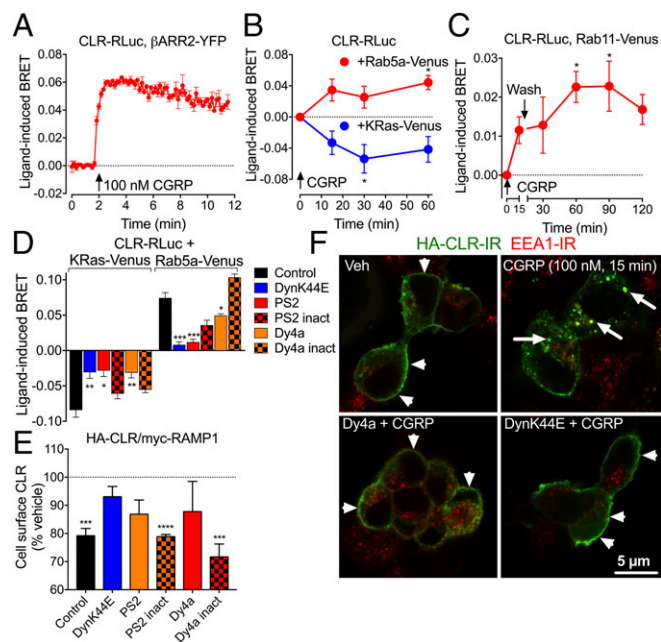 A
CLR-RLuc, βARR2-YFP
Ligand-induced BRET
0.08
0.06
0.04
0.02
0.00
100 nM CGRP
0 2 4 6 8 10 12
Time (min)
B
CLR-RLuc
Ligand-induced BRET
0.08
0.04
0.00
-0.04
-0.08
+Rab5a-Venus
*
+KRas-Venus
*
CGRP
0 10 20 30 40 50 60
Time (min)
C
CLR-RLuc, Rab11-Venus
Ligand-induced BRET
0.03
0.02
0.01
0.00
Wash
* *
CGRP
0 15 30 60 90 120
Time (min)
D
CLR-RLuc +
KRas-Venus Rab5a-Venus
Ligand-induced BRET
0.10
0.05
0.00
-0.05
-0.10
** * **
*** *** *
Control
DynK44E
PS2
PS2 inact
Dy4a
Dy4a inact
E
HA-CLR/myc-RAMP1
Cell surface CLR
(% vehicle)
110
100
90
80
70
60
*** **** ***
Control
DynK44E
PS2
PS2 inact
Dy4a
Dy4a inact
F
HA-CLR-IR EEA1-IR
Veh
CGRP (100 nM, 15 min)
Dy4a + CGRP
DynK44E + CGRP
5 µm